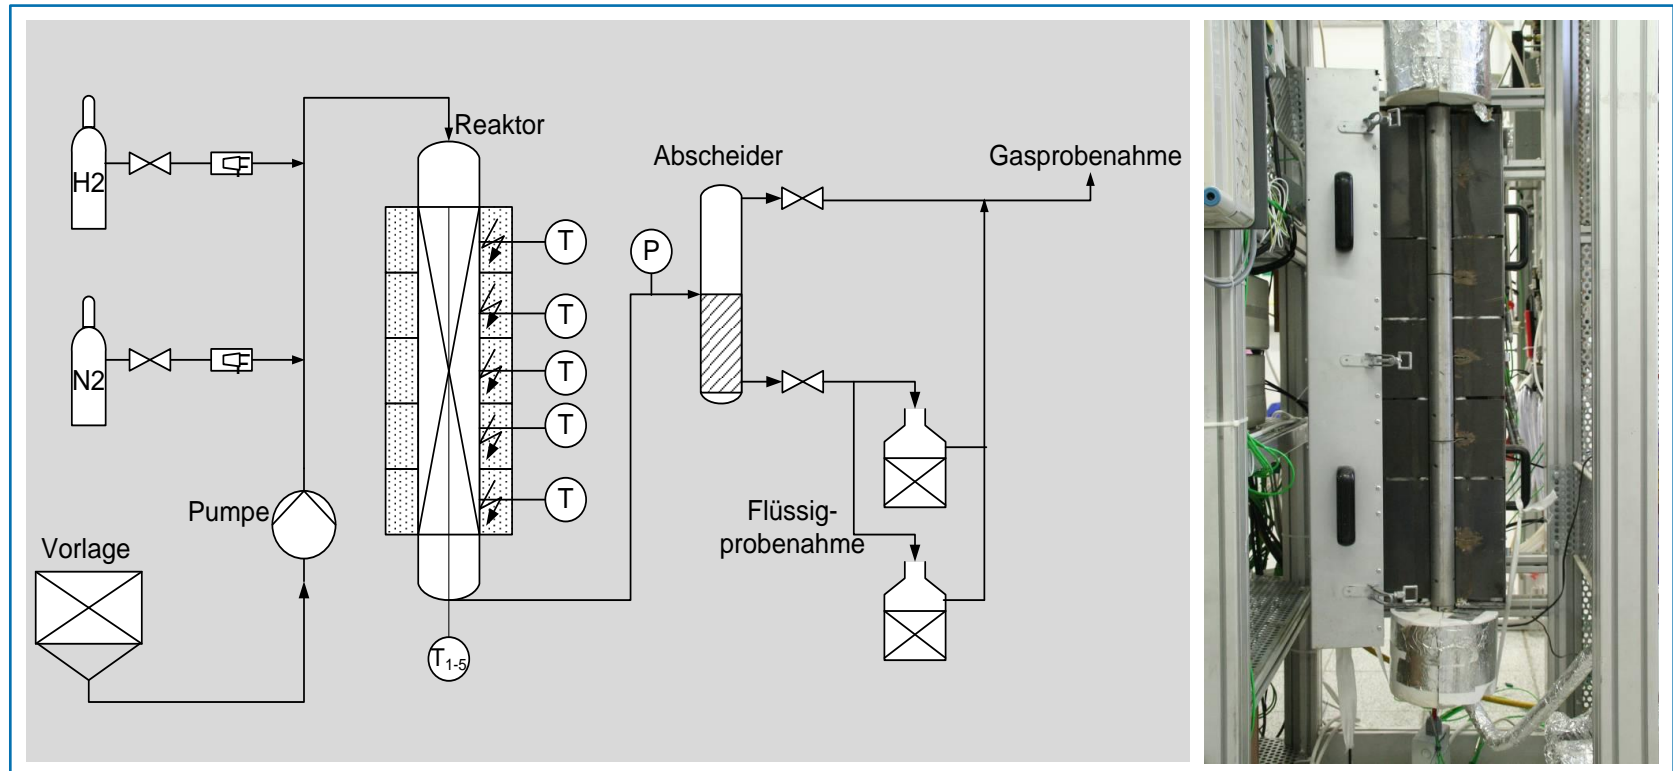 Reaktor
Abscheider
Gasprobenahme
H2
T
P
T
N2
T
T
T
Pumpe
Flüssig-
probenahme
Vorlage
T1-5